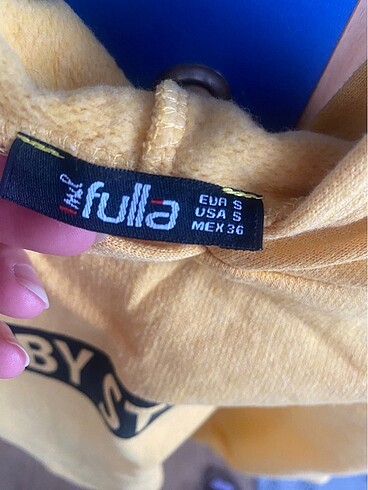 fulla
EUR S
USA S
MEX 36
BY ST